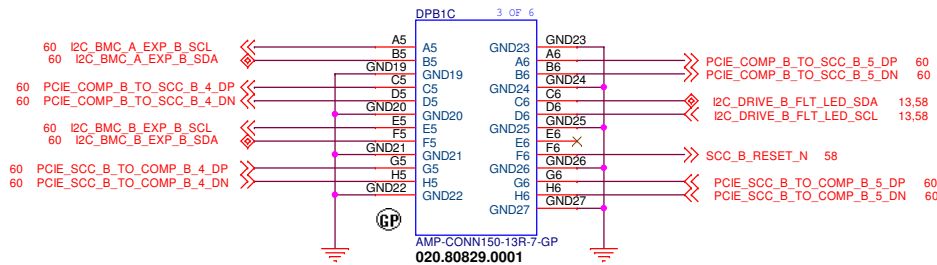 DPB1C 3 OF 6
60 I2C_BMC_A_EXP_B_SCL A5 A5 GND23 GND23
60 I2C_BMC_A_EXP_B_SDA B5 B5 A6 A6 PCIE_COMP_B_TO_SCC_B_5_DP 60
GND19 GND19 B6 B6 PCIE_COMP_B_TO_SCC_B_5_DN 60
60 PCIE_COMP_B_TO_SCC_B_4_DP C5 C5 GND24 GND24
60 PCIE_COMP_B_TO_SCC_B_4_DN D5 D5 C6 C6 I2C_DRIVE_B_FLT_LED_SDA 13,58
GND20 GND20 D6 D6 I2C_DRIVE_B_FLT_LED_SCL 13,58
60 I2C_BMC_B_EXP_B_SCL E5 E5 GND25 GND25
60 I2C_BMC_B_EXP_B_SDA F5 F5 E6 E6
GND21 GND21 F6 F6 SCC_B_RESET_N 58
60 PCIE_SCC_B_TO_COMP_B_4_DP G5 G5 GND26 GND26
60 PCIE_SCC_B_TO_COMP_B_4_DN H5 H5 G6 G6 PCIE_SCC_B_TO_COMP_B_5_DP 60
GND22 GND22 H6 H6 PCIE_SCC_B_TO_COMP_B_5_DN 60
GND27 GND27
GP
AMP-CONN150-13R-7-GP
020.80829.0001